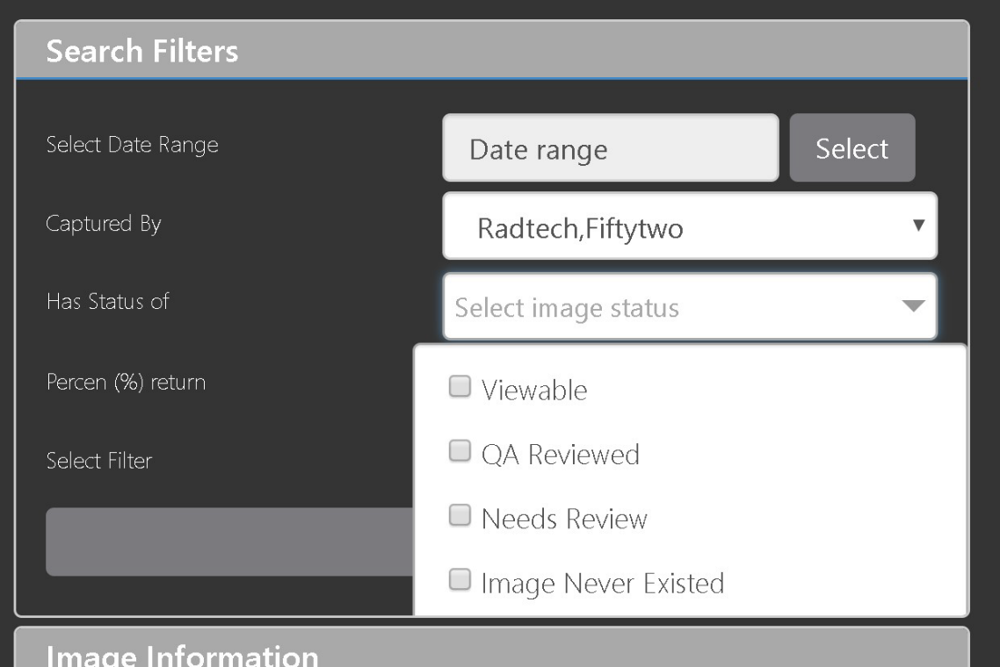 Search Filters
Select Date Range
Date range
Select
Captured By
Radtech,Fiftytwo
Has Status of
Select image status
Percen (%) return
Viewable
QA Reviewed
Select Filter
Needs Review
Image Never Existed
Image Information